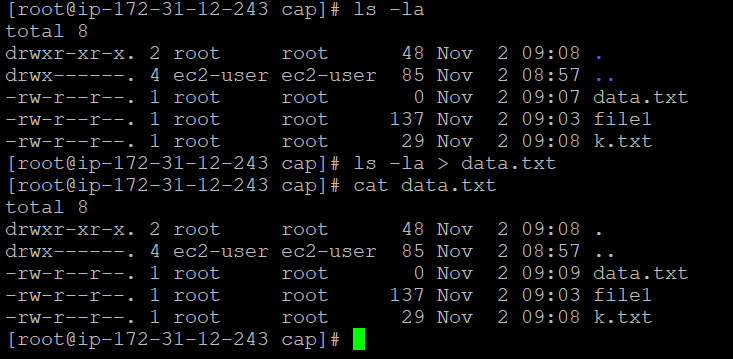 [root@ip-172-31-12-243 cap]# ls -la
total 8
drwxr-xr-x. 2 root     root      48 Nov  2 09:08 .
drwx------. 4 ec2-user ec2-user  85 Nov  2 08:57 ..
-rw-r--r--. 1 root     root       0 Nov  2 09:07 data.txt
-rw-r--r--. 1 root     root     137 Nov  2 09:03 file1
-rw-r--r--. 1 root     root      29 Nov  2 09:08 k.txt
[root@ip-172-31-12-243 cap]# ls -la > data.txt
[root@ip-172-31-12-243 cap]# cat data.txt
total 8
drwxr-xr-x. 2 root     root      48 Nov  2 09:08 .
drwx------. 4 ec2-user ec2-user  85 Nov  2 08:57 ..
-rw-r--r--. 1 root     root       0 Nov  2 09:09 data.txt
-rw-r--r--. 1 root     root     137 Nov  2 09:03 file1
-rw-r--r--. 1 root     root      29 Nov  2 09:08 k.txt
[root@ip-172-31-12-243 cap]#